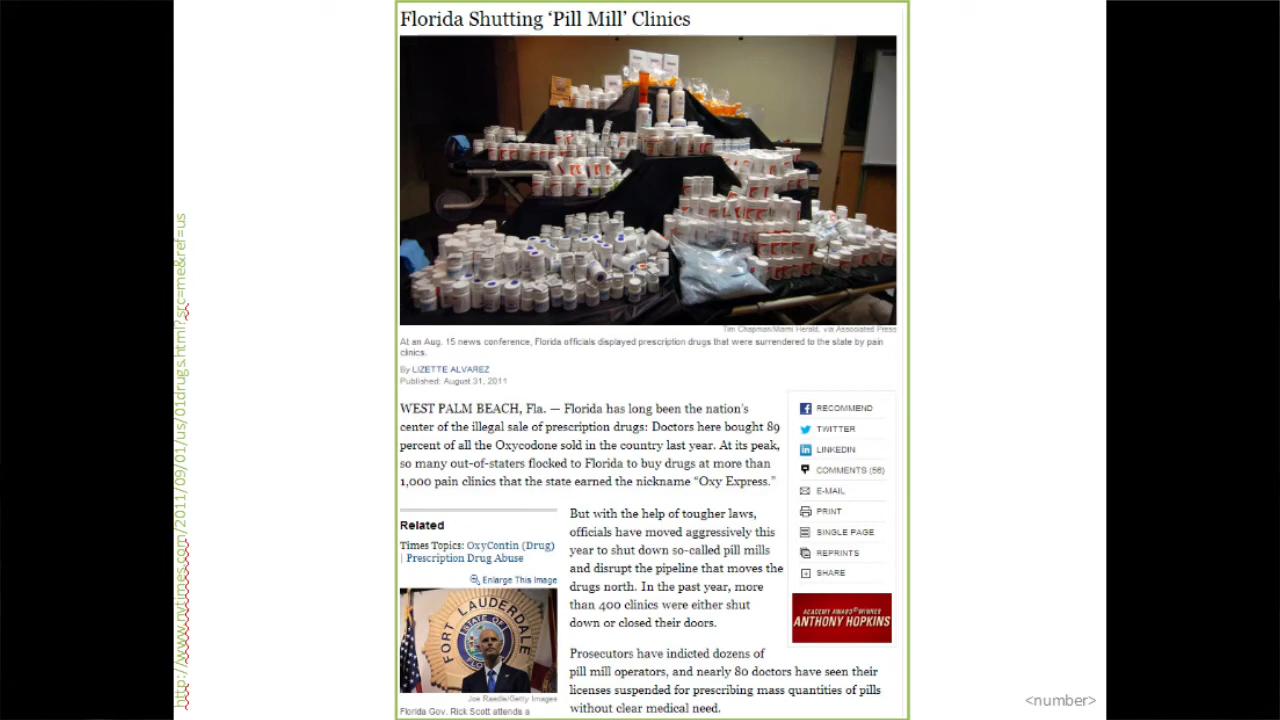 Florida Shutting ‘Pill Mill’ Clinics
Tim Chapman/Miami Herald, via Associated Press
At an Aug. 15 news conference, Florida officials displayed prescription drugs that were surrendered to the state by pain
clinics.
By LIZETTE ALVAREZ
Published: August 31, 2011
WEST PALM BEACH, Fla. — Florida has long been the nation’s
center of the illegal sale of prescription drugs: Doctors here bought 89
percent of all the Oxycodone sold in the country last year. At its peak,
so many out-of-staters flocked to Florida to buy drugs at more than
1,000 pain clinics that the state earned the nickname “Oxy Express.”
RECOMMEND
TWITTER
LINKEDIN
COMMENTS (56)
E-MAIL
PRINT
SINGLE PAGE
REPRINTS
SHARE
ACADEMY AWARD® WINNER
ANTHONY HOPKINS
Related
Times Topics: OxyContin (Drug)
| Prescription Drug Abuse
Enlarge This Image
FORT LAUDERDALE
STATE OF
Joe Raedle/Getty Images
Florida Gov. Rick Scott attends a
But with the help of tougher laws,
officials have moved aggressively this
year to shut down so-called pill mills
and disrupt the pipeline that moves the
drugs north. In the past year, more
than 400 clinics were either shut
down or closed their doors.
Prosecutors have indicted dozens of
pill mill operators, and nearly 80 doctors have seen their
licenses suspended for prescribing mass quantities of pills
without clear medical need.
http://www.nytimes.com/2011/09/01/us/01drugs.html?src=me&ref=us
<number>